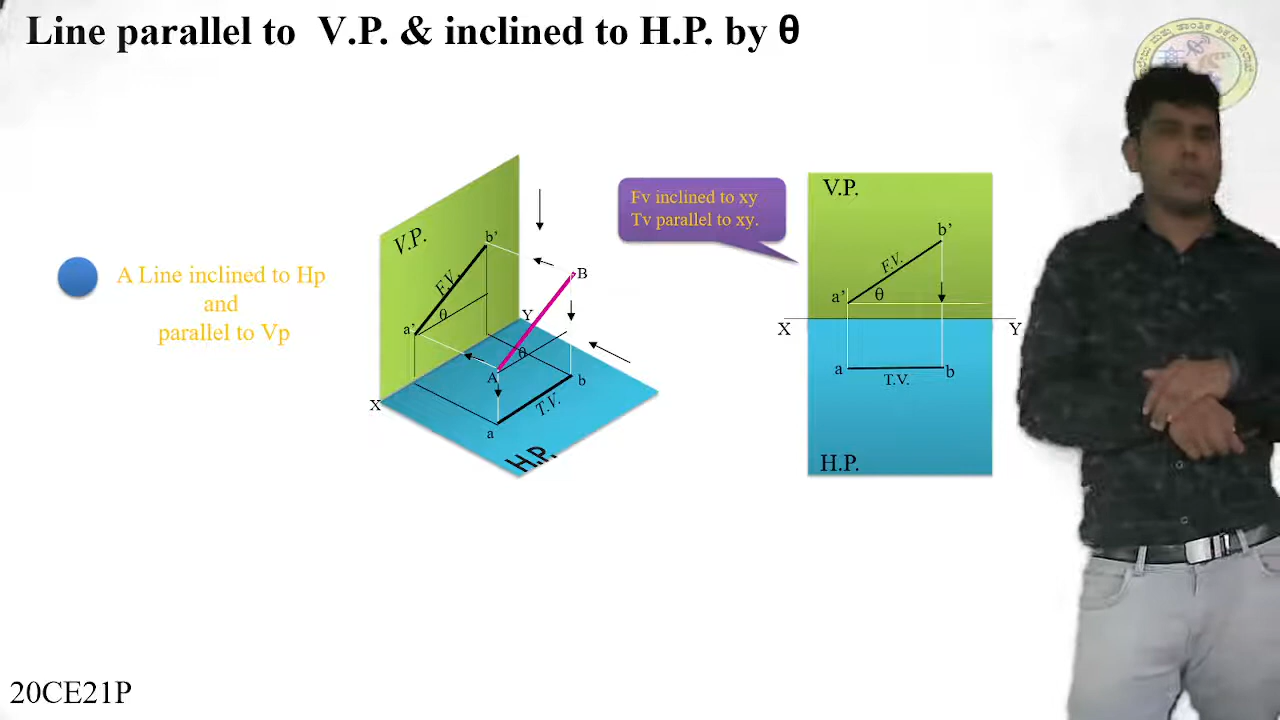 Line parallel to V.P. & inclined to H.P. by θ
A Line inclined to Hp
and
parallel to Vp
V.P.
b'
F.V.
θ
a'
B
Y
θ
A
b
T.V.
X
a
H.P.
Fv inclined to xy
Tv parallel to xy.
V.P.
b'
F.V.
a'
θ
X
Y
a
b
T.V.
H.P.
20CE21P